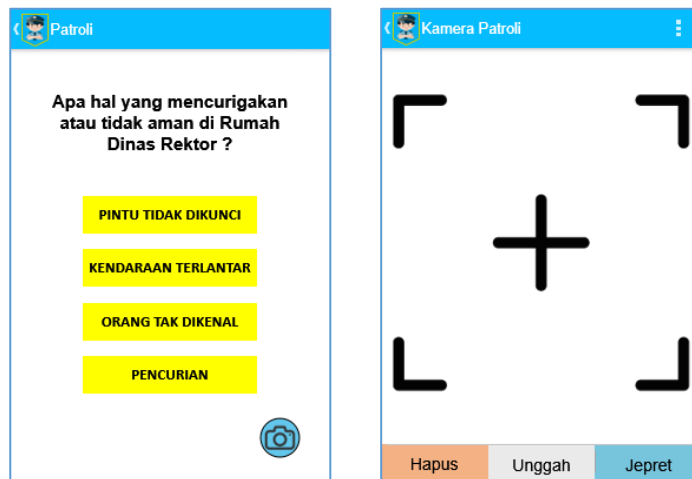 Patroli
Apa hal yang mencurigakan
atau tidak aman di Rumah
Dinas Rektor ?
PINTU TIDAK DIKUNCI
KENDARAAN TERLANTAR
ORANG TAK DIKENAL
PENCURIAN
Kamera Patroli
Hapus
Unggah
Jepret